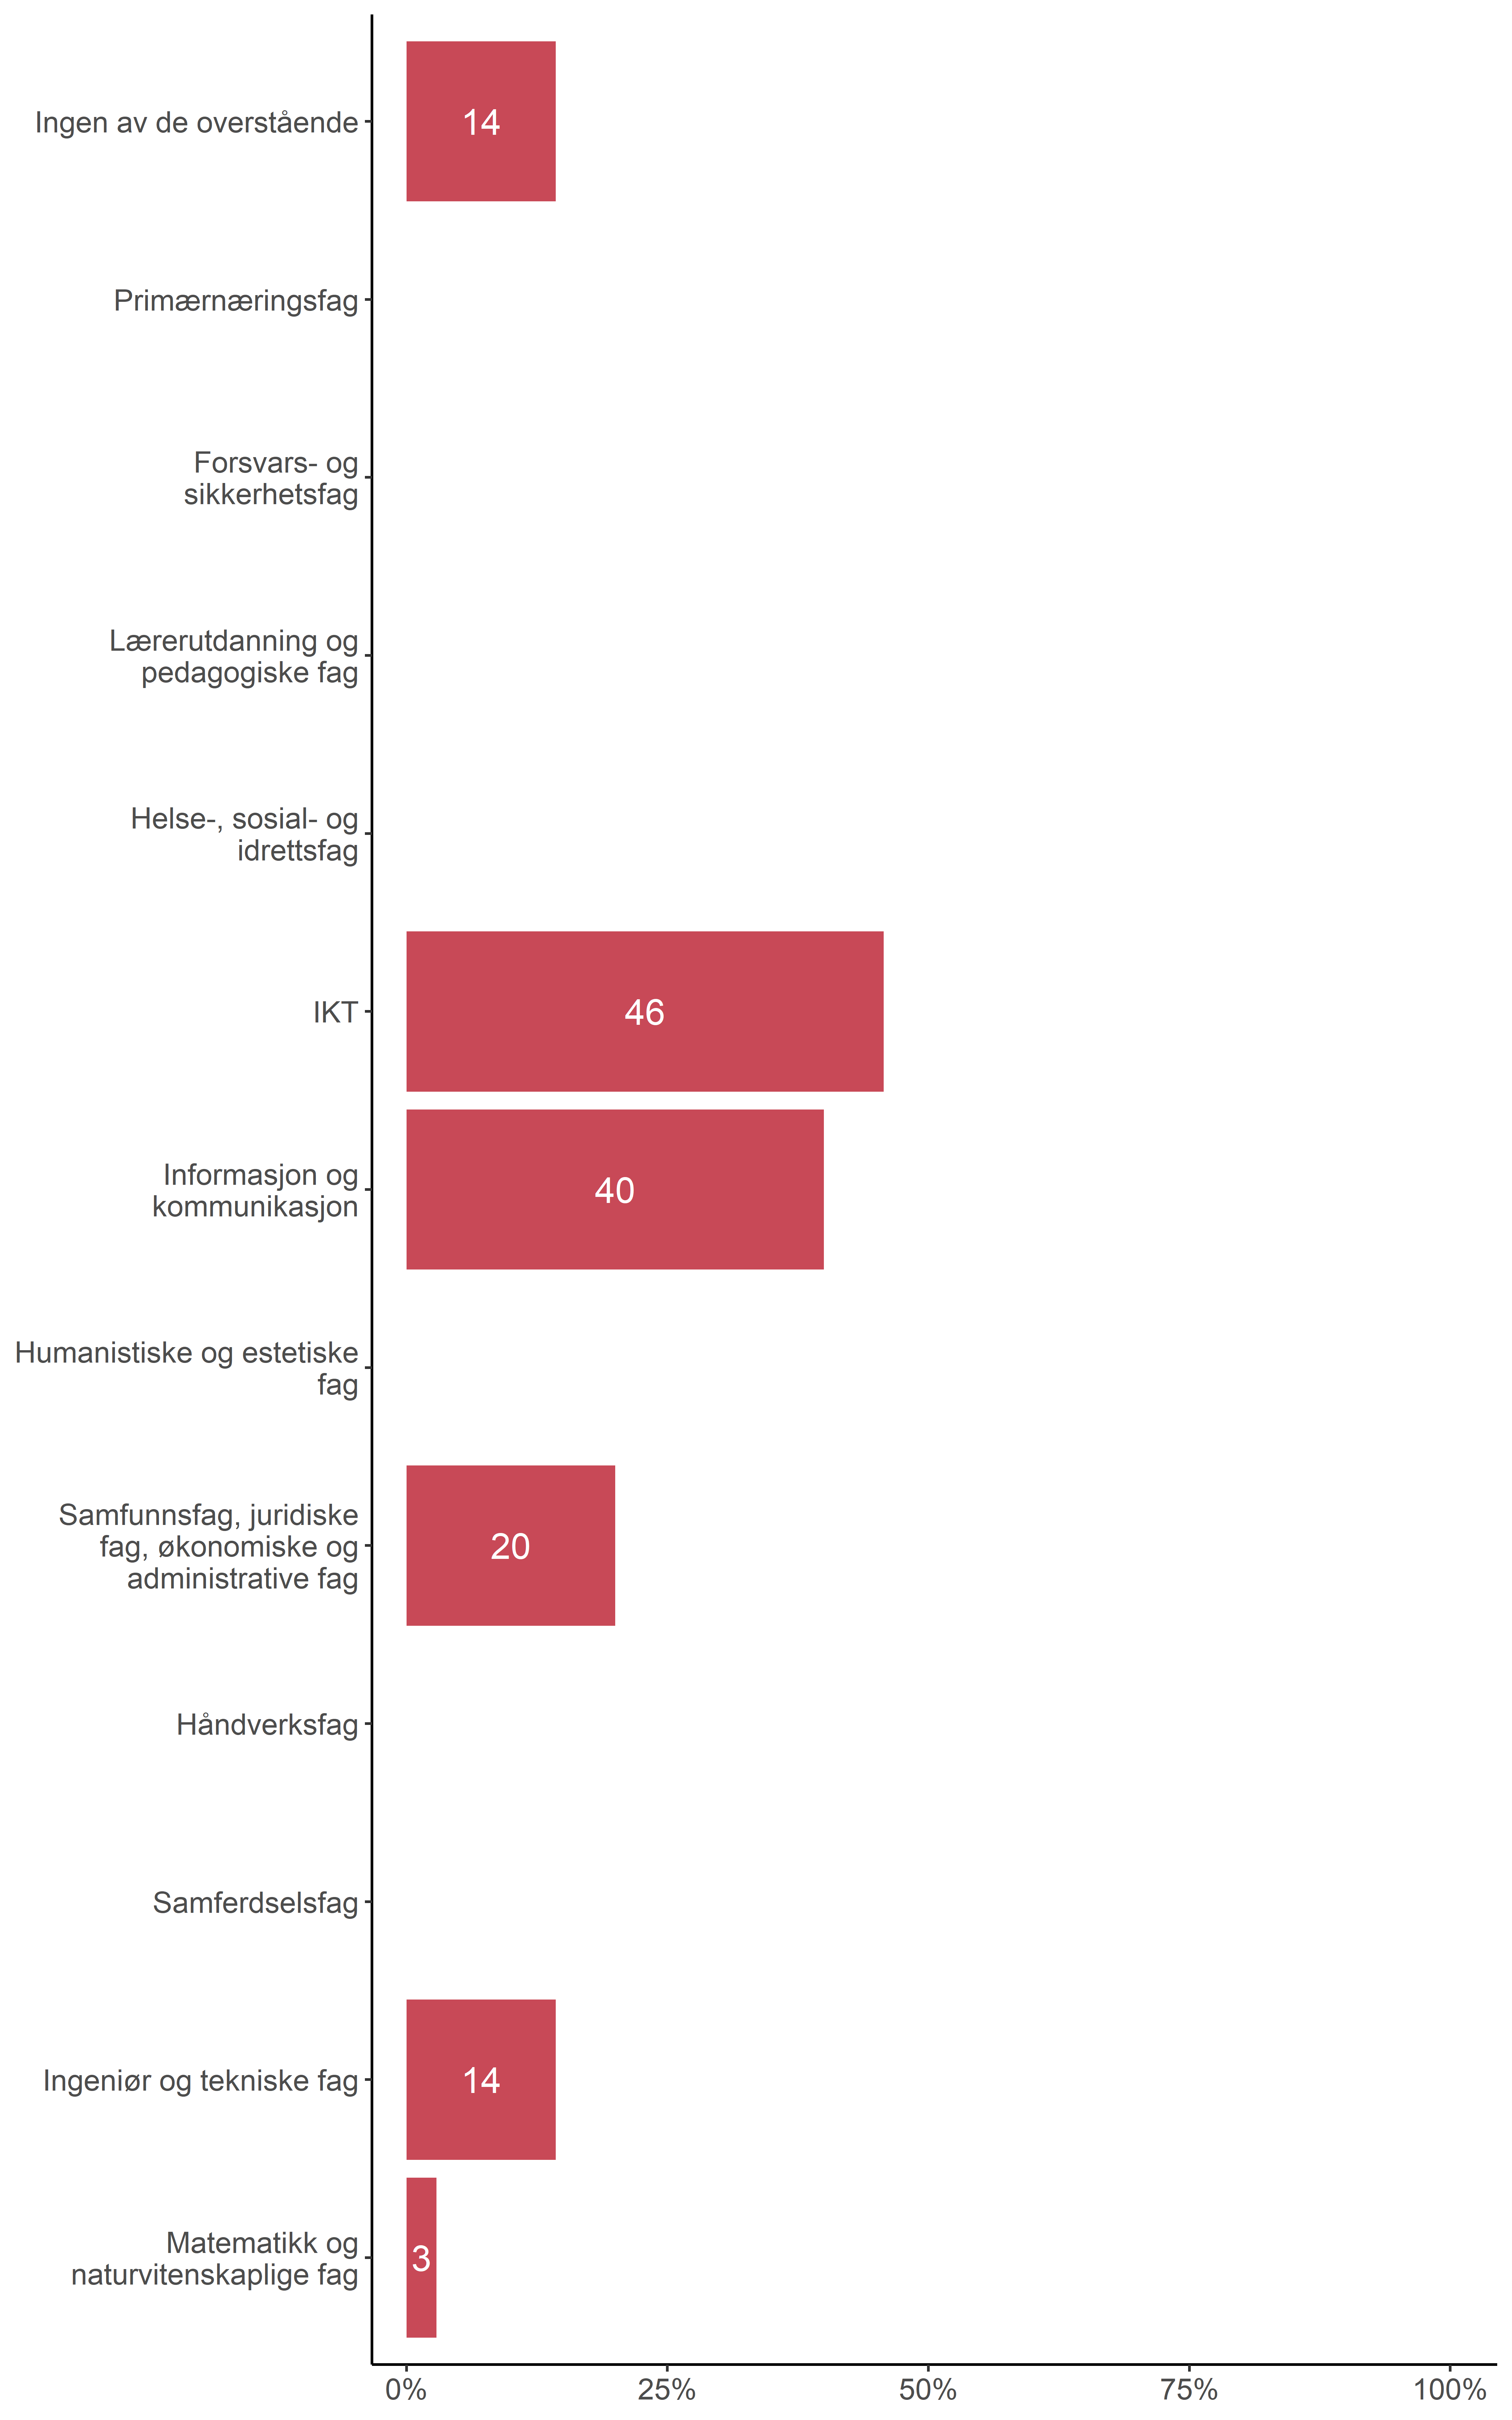 Ingen av de overstående
14
Primærnæringsfag
Forsvars- og
sikkerhetsfag
Lærerutdanning og
pedagogiske fag
Helse-, sosial- og
idrettsfag
IKT
46
Informasjon og
kommunikasjon
40
Humanistiske og estetiske
fag
Samfunnsfag, juridiske
fag, økonomiske og
administrative fag
20
Håndverksfag
Samferdselsfag
Ingeniør og tekniske fag
14
Matematikk og
naturvitenskaplige fag
3
0% 25% 50% 75% 100%